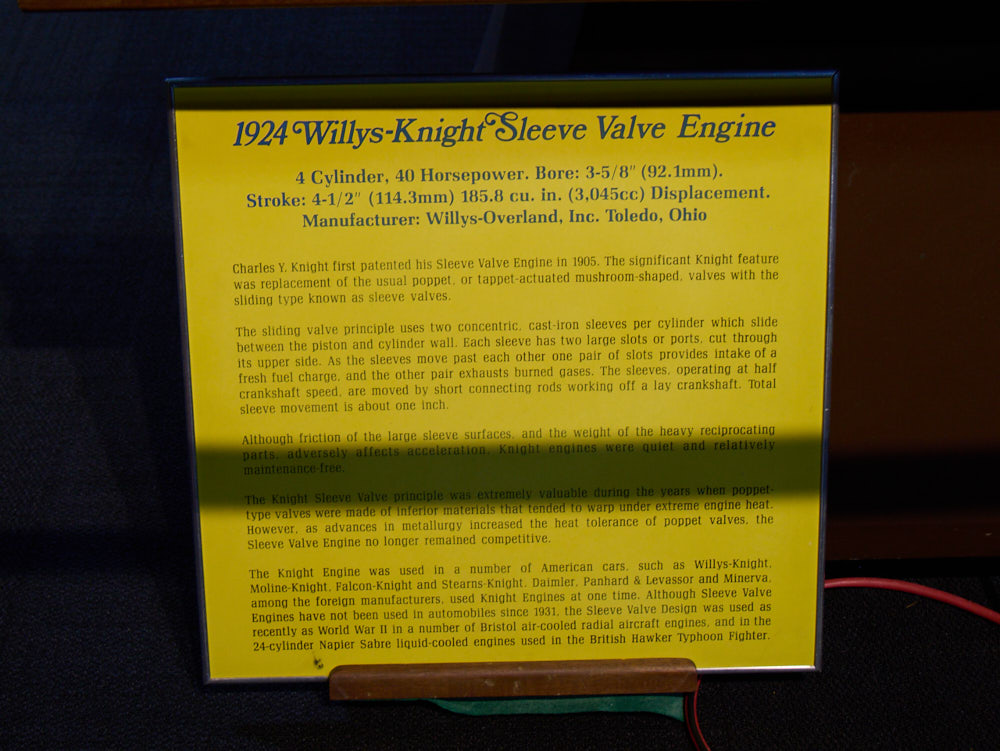 1924 Willys-Knight Sleeve Valve Engine
4 Cylinder, 40 Horsepower. Bore: 3-5/8" (92.1mm).
Stroke: 4-1/2" (114.3mm) 185.8 cu. in. (3,045cc) Displacement.
Manufacturer: Willys-Overland, Inc. Toledo, Ohio
Charles Y. Knight first patented his Sleeve Valve Engine in 1905. The significant Knight feature
was replacement of the usual poppet, or tappet-actuated mushroom-shaped, valves with the
sliding type known as sleeve valves.
The sliding valve principle uses two concentric, cast-iron sleeves per cylinder which slide
between the piston and cylinder wall. Each sleeve has two large slots or ports, cut through
its upper side. As the sleeves move past each other one pair of slots provides intake of a
fresh fuel charge, and the other pair exhausts burned gases. The sleeves, operating at half
crankshaft speed, are moved by short connecting rods working off a lay crankshaft. Total
sleeve movement is about one inch.
Although friction of the large sleeve surfaces, and the weight of the heavy reciprocating
parts, adversely affects acceleration, Knight engines were quiet and relatively
maintenance-free.
The Knight Sleeve Valve principle was extremely valuable during the years when poppet-
type valves were made of inferior materials that tended to warp under extreme engine heat.
However, as advances in metallurgy increased the heat tolerance of poppet valves, the
Sleeve Valve Engine no longer remained competitive.
The Knight Engine was used in a number of American cars, such as Willys-Knight,
Moline-Knight, Falcon-Knight and Stearns-Knight. Daimler, Panhard & Levassor and Minerva,
among the foreign manufacturers, used Knight Engines at one time. Although Sleeve Valve
Engines have not been used in automobiles since 1931, the Sleeve Valve Design was used as
recently as World War II in a number of Bristol air-cooled radial aircraft engines, and in the
24-cylinder Napier Sabre liquid-cooled engines used in the British Hawker Typhoon Fighter.